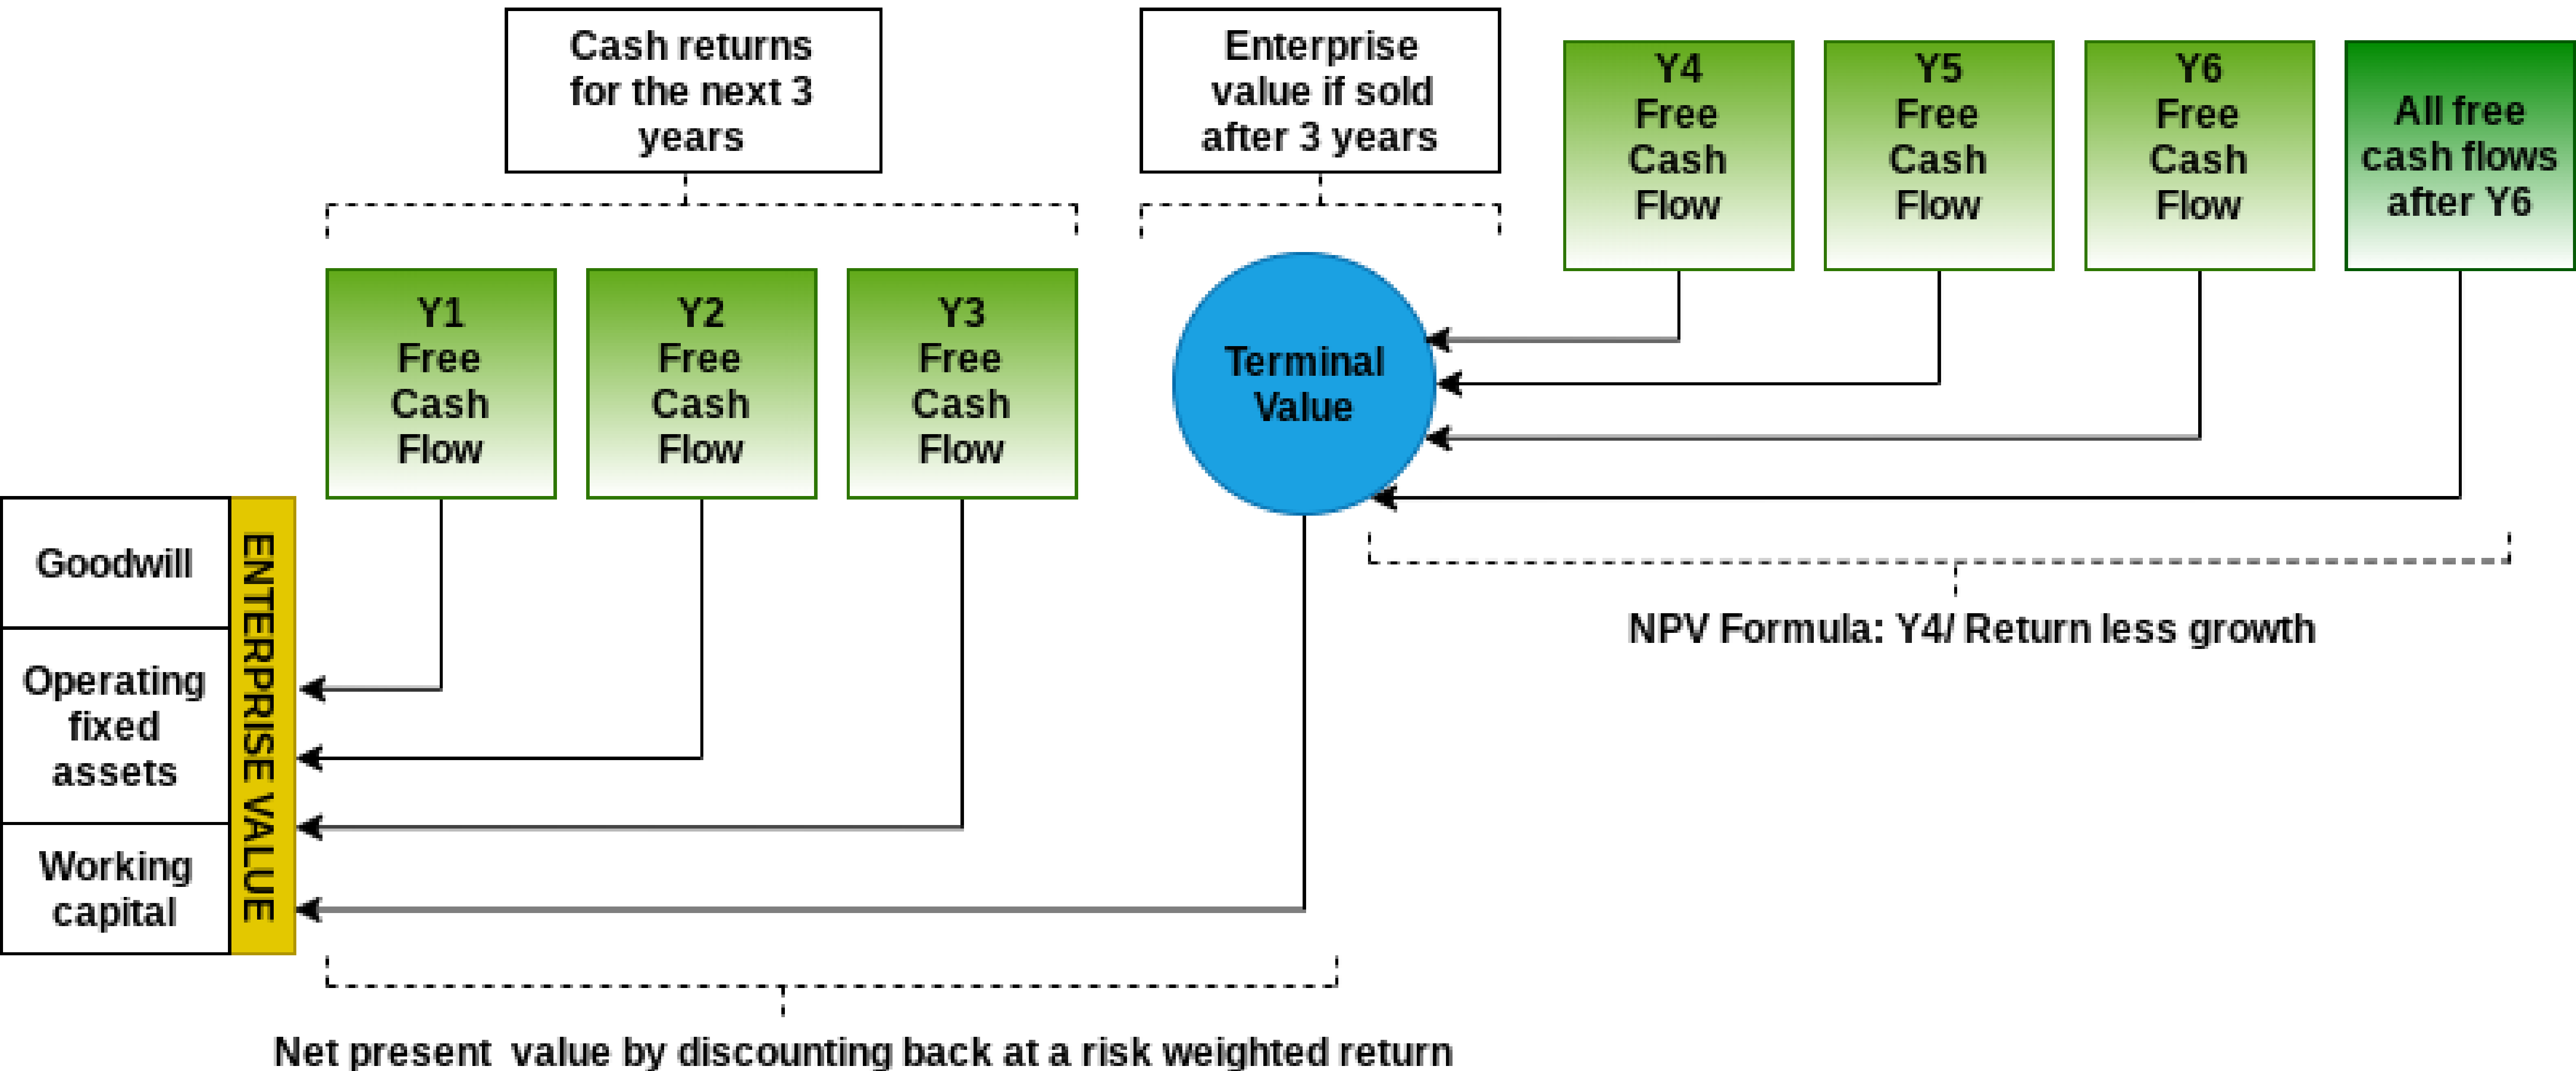 Cash returns
for the next 3
years
Enterprise
value if sold
after 3 years
Y4
Free
Cash
Flow
Y5
Free
Cash
Flow
Y6
Free
Cash
Flow
All free
cash flows
after Y6
Y1
Free
Cash
Flow
Y2
Free
Cash
Flow
Y3
Free
Cash
Flow
Terminal
Value
Goodwill
Operating
fixed
assets
Working
capital
ENTERPRISE VALUE
NPV Formula: Y4/ Return less growth
Net present  value by discounting back at a risk weighted return